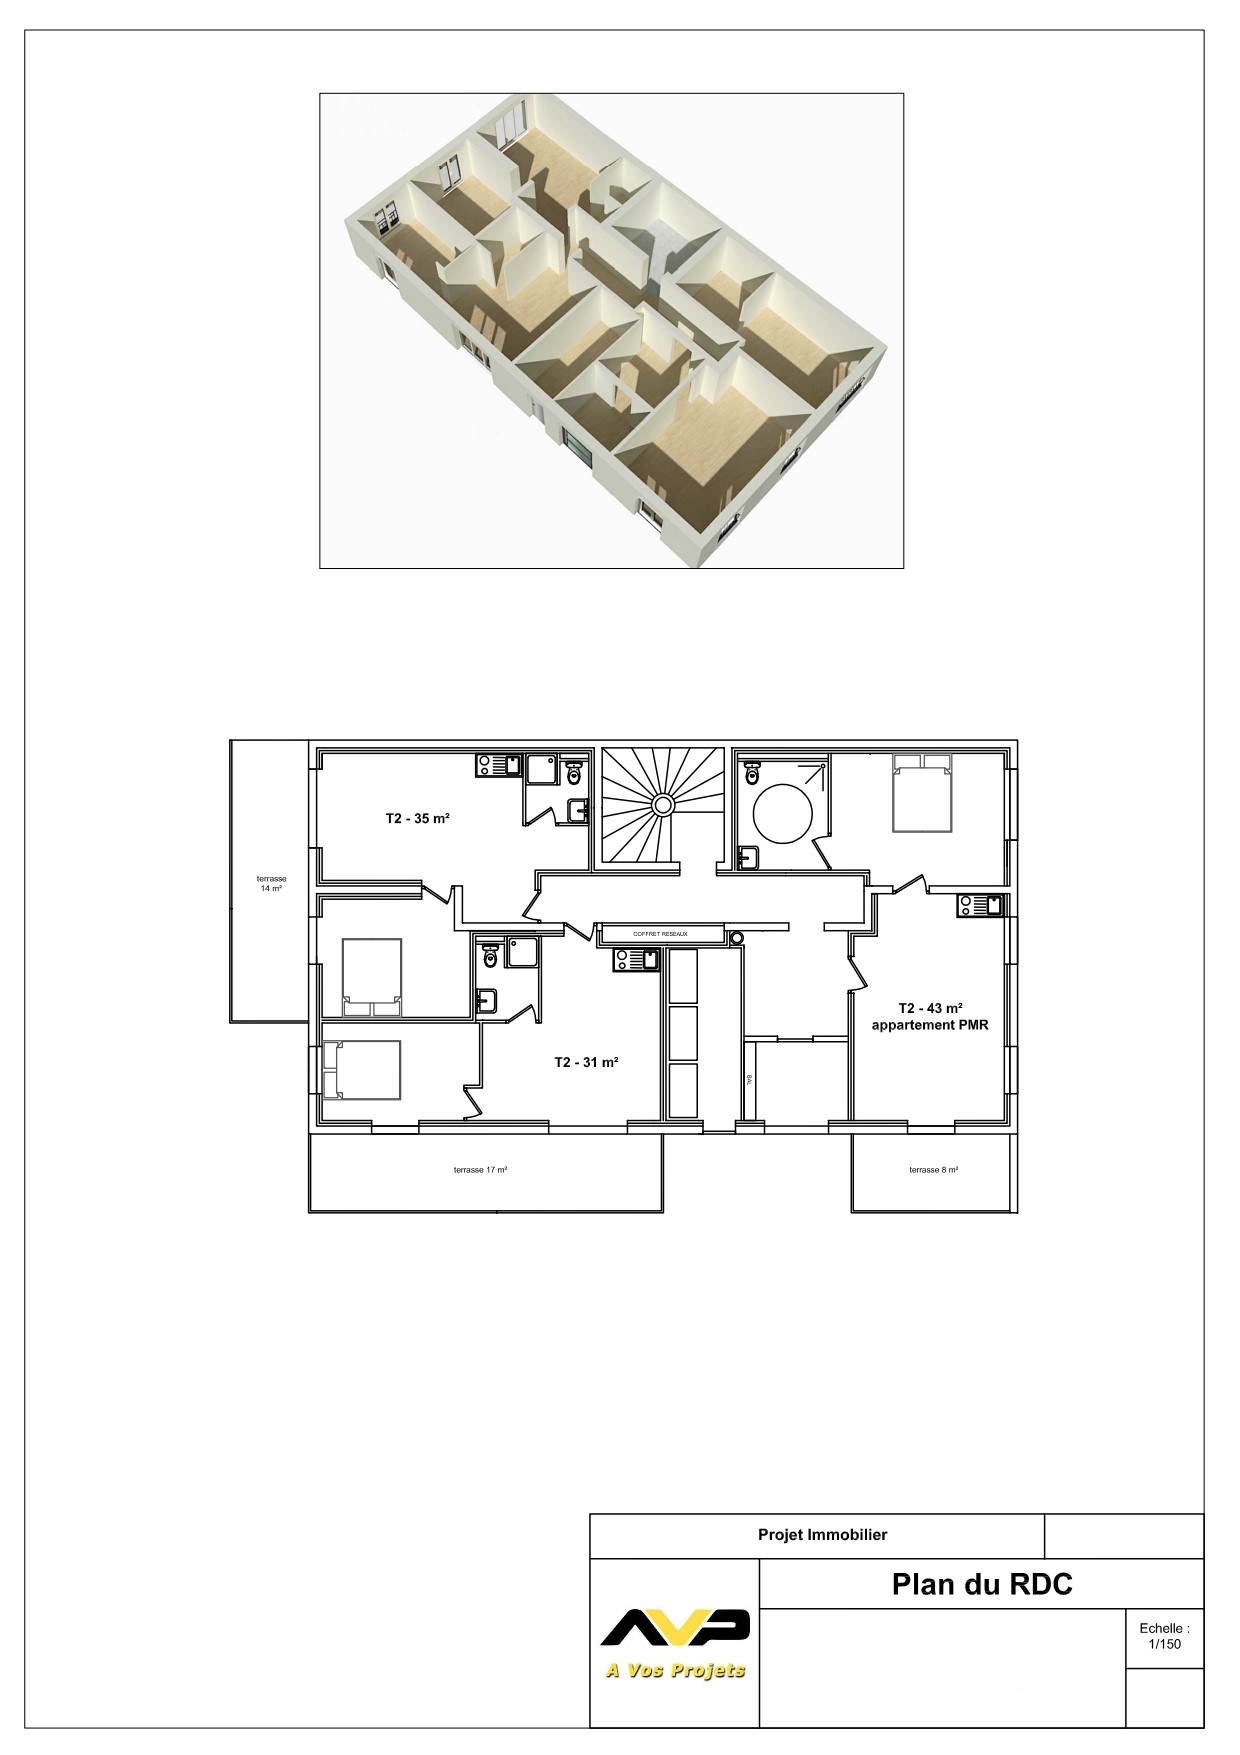 T2 - 35 m²
terrasse
14 m²
COFFRET RESEAUX
T2 - 43 m²
appartement PMR
T2 - 31 m²
BAL
terrasse 17 m²
terrasse 8 m²
Projet Immobilier
Plan du RDC
Echelle :
1/150
AVP
A Vos Projets